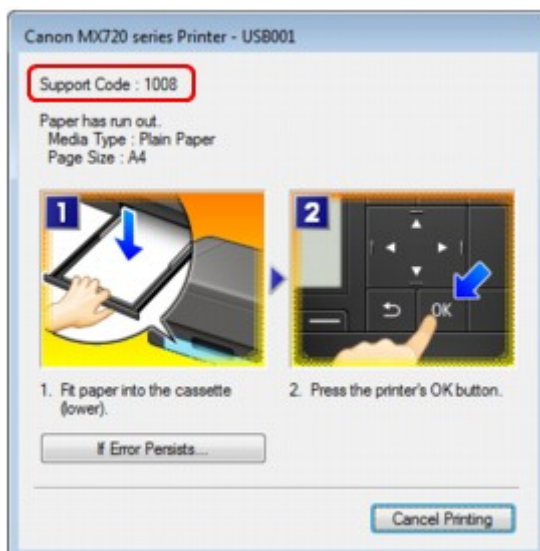 Canon MX720 series Printer - USB001
Support Code : 1008
Paper has run out.
Media Type : Plain Paper
Page Size : A4
1
2
OK
1. Fit paper into the cassette
(lower).
2. Press the printer's OK button.
If Error Persists...
Cancel Printing